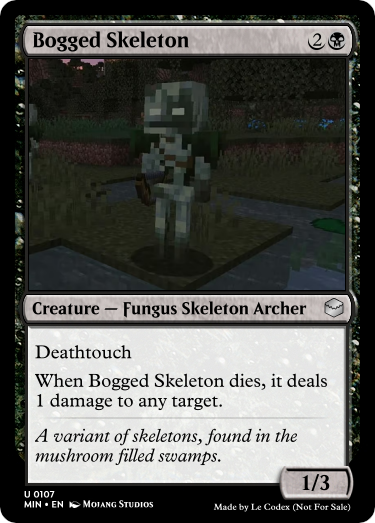 Bogged Skeleton 2
Creature — Fungus Skeleton Archer
Deathtouch
When Bogged Skeleton dies, it deals
1 damage to any target.
A variant of skeletons, found in the
mushroom filled swamps.
1/3
U 0107
MIN • EN Mojang Studios
Made by Le Codex (Not For Sale)